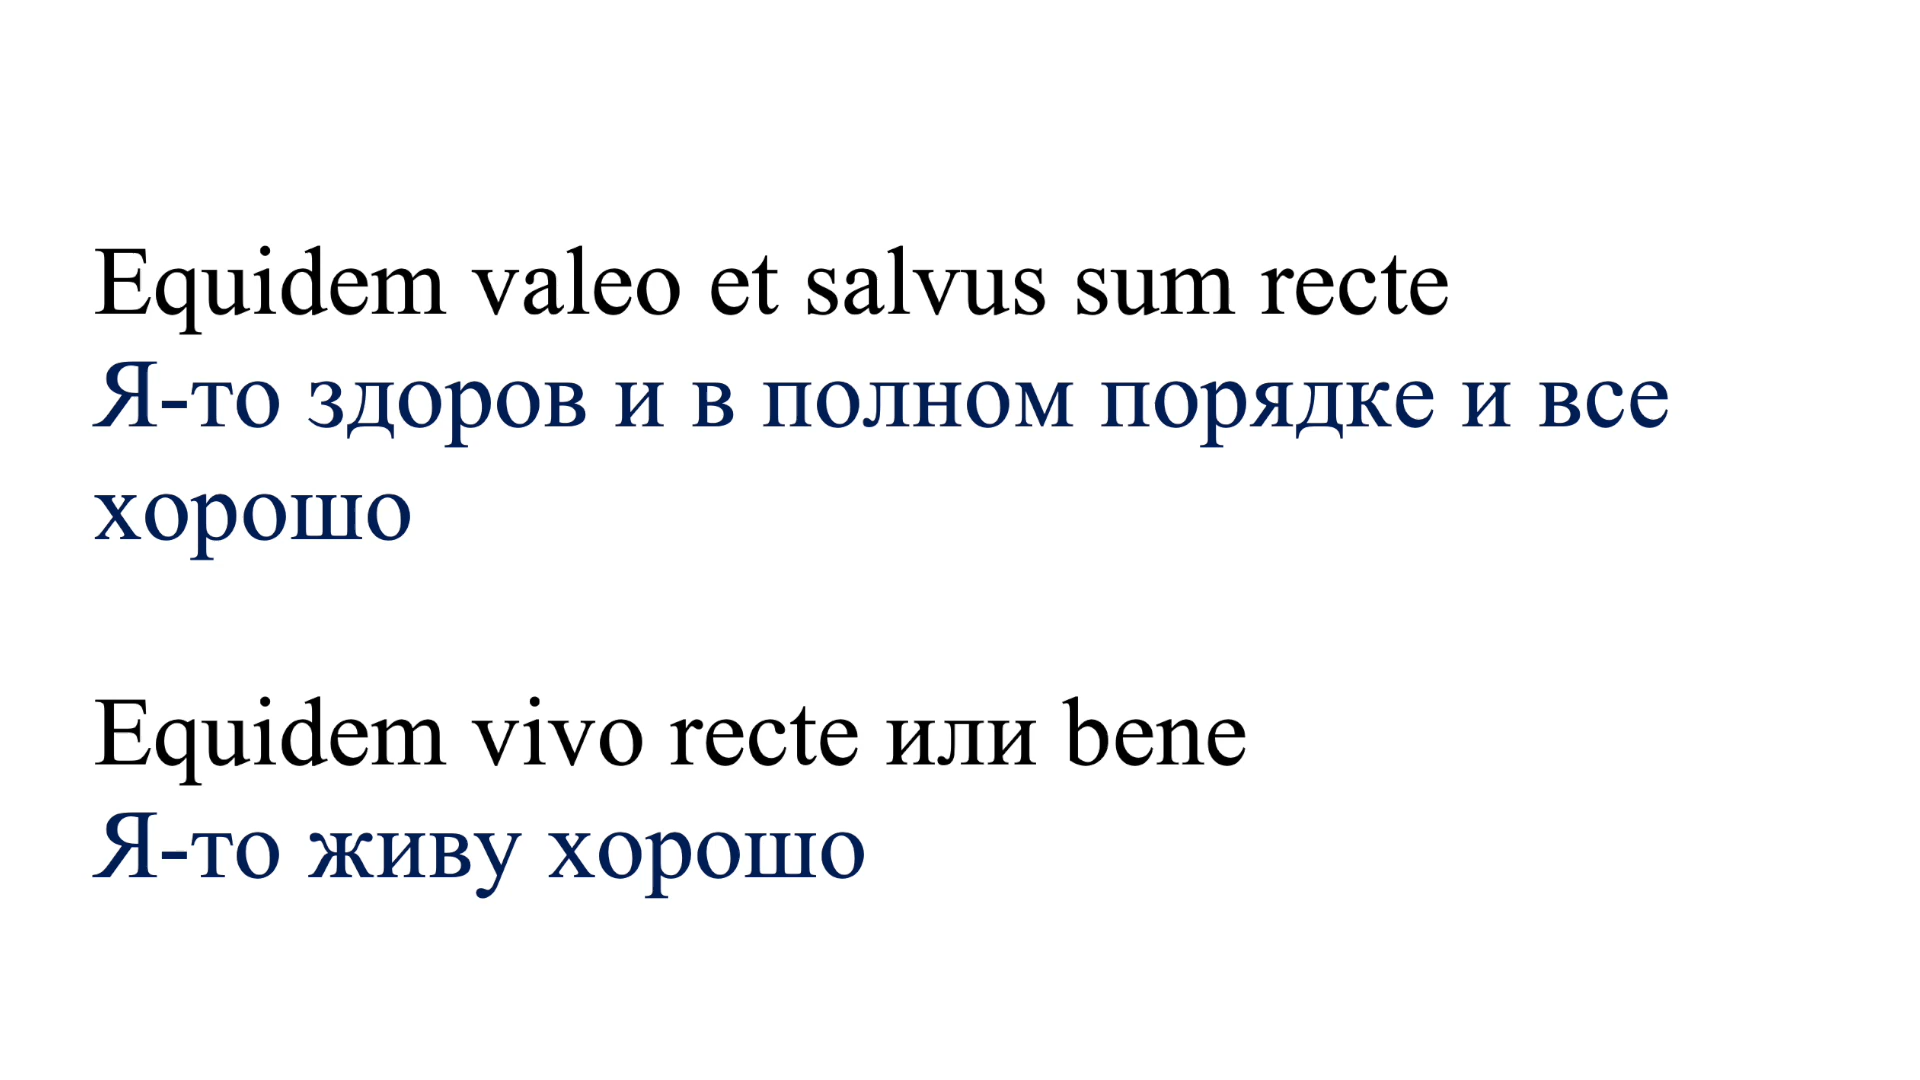 Equidem valeo et salvus sum recte
Я-то здоров и в полном порядке и все
хорошо
Equidem vivo recte или bene
Я-то живу хорошо